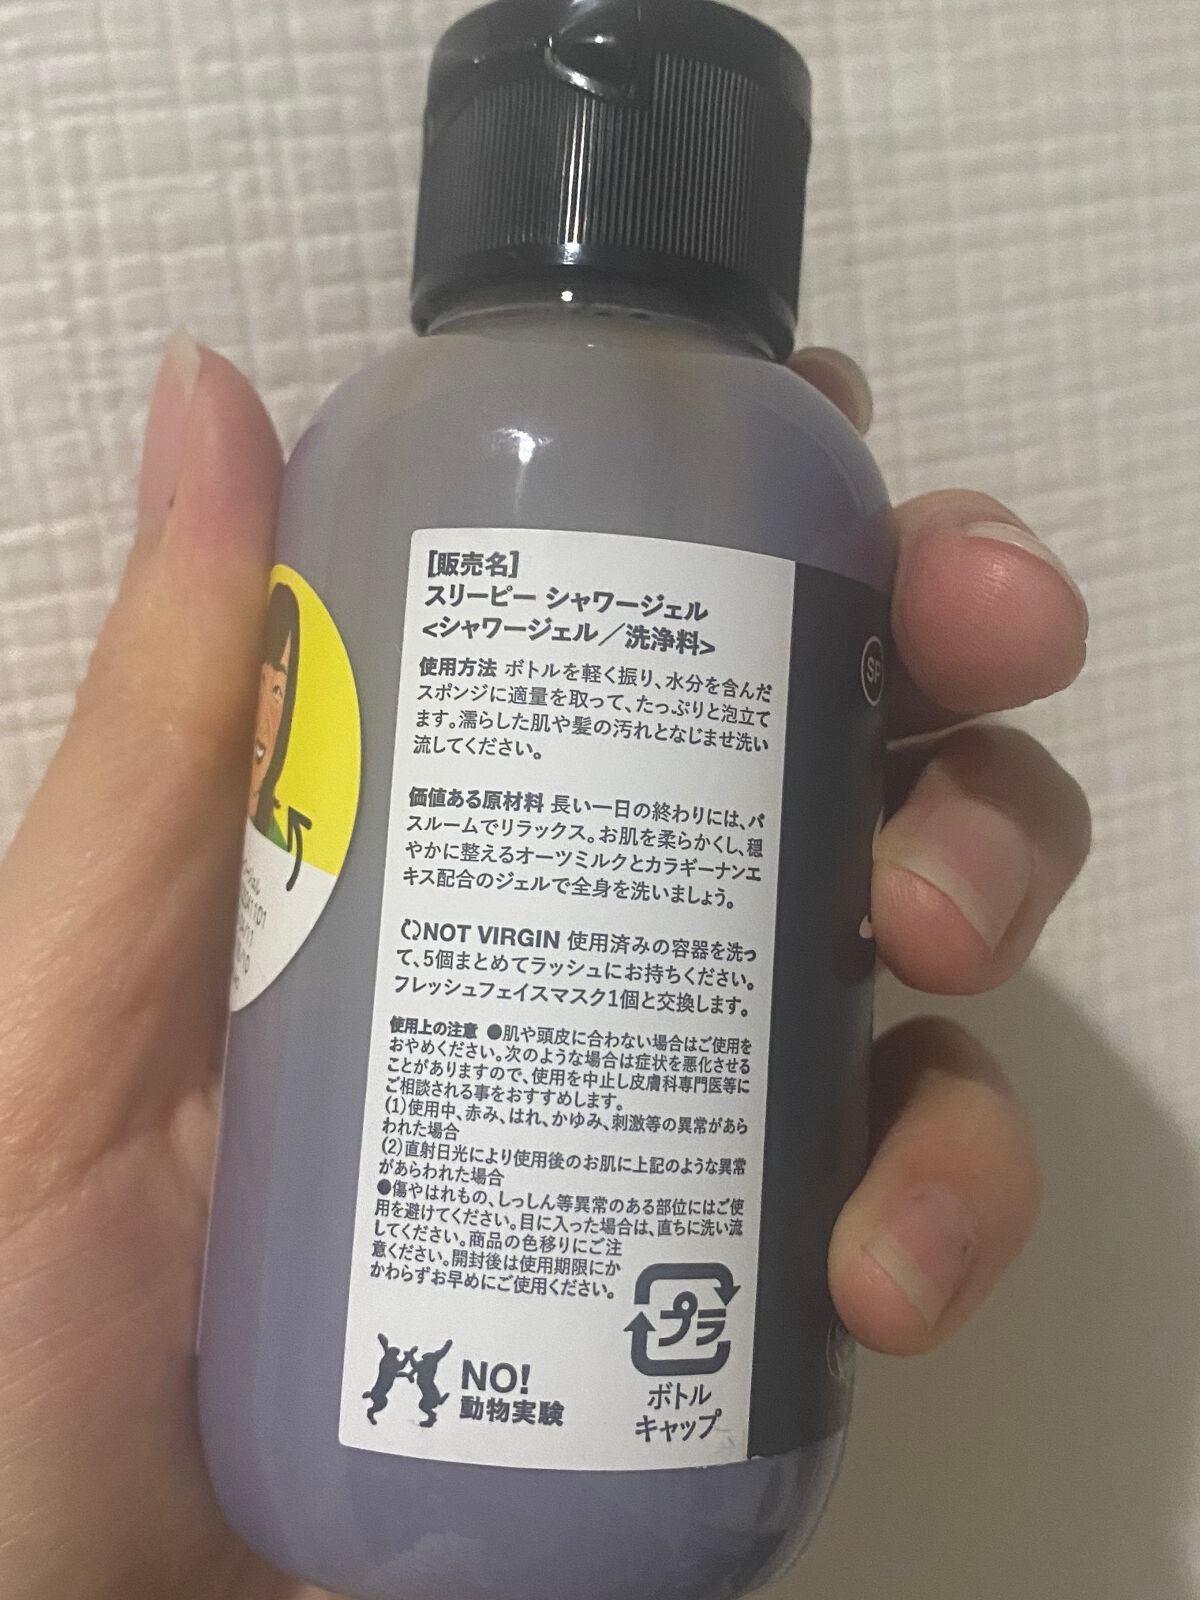 [販売名]
スリーピー シャワージェル
<シャワージェル／洗浄料>
使用方法 ボトルを軽く振り、水分を含んだ
スポンジに適量を取って、たっぷりと泡立て
ます。濡らした肌や髪の汚れとなじませ洗い
流してください。
価値ある原材料 長い一日の終わりには、バ
スルームでリラックス。お肌を柔らかくし、穏
やかに整えるオーツミルクとカラギーナンエ
キス配合のジェルで全身を洗いましょう。
NOT VIRGIN 使用済みの容器を洗っ
て、5個まとめてラッシュにお持ちください。
フレッシュフェイスマスク1個と交換します。
使用上の注意 ●肌や頭皮に合わない場合はご使用を
おやめください。次のような場合は症状を悪化させる
ことがありますので、使用を中止し皮膚科専門医等に
ご相談される事をおすすめします。
(1)使用中、赤み、はれ、かゆみ、刺激等の異常があら
われた場合
(2)直射日光により使用後のお肌に上記のような異常
があらわれた場合
●傷やはれもの、しっしん等異常のある部位にはご使
用を避けてください。目に入った場合は、直ちに洗い流
してください。商品の色移りにご注
意ください。開封後は使用期限にか
かわらずお早めにご使用ください。
プラ
ボトル
キャップ
NO!
動物実験
SP